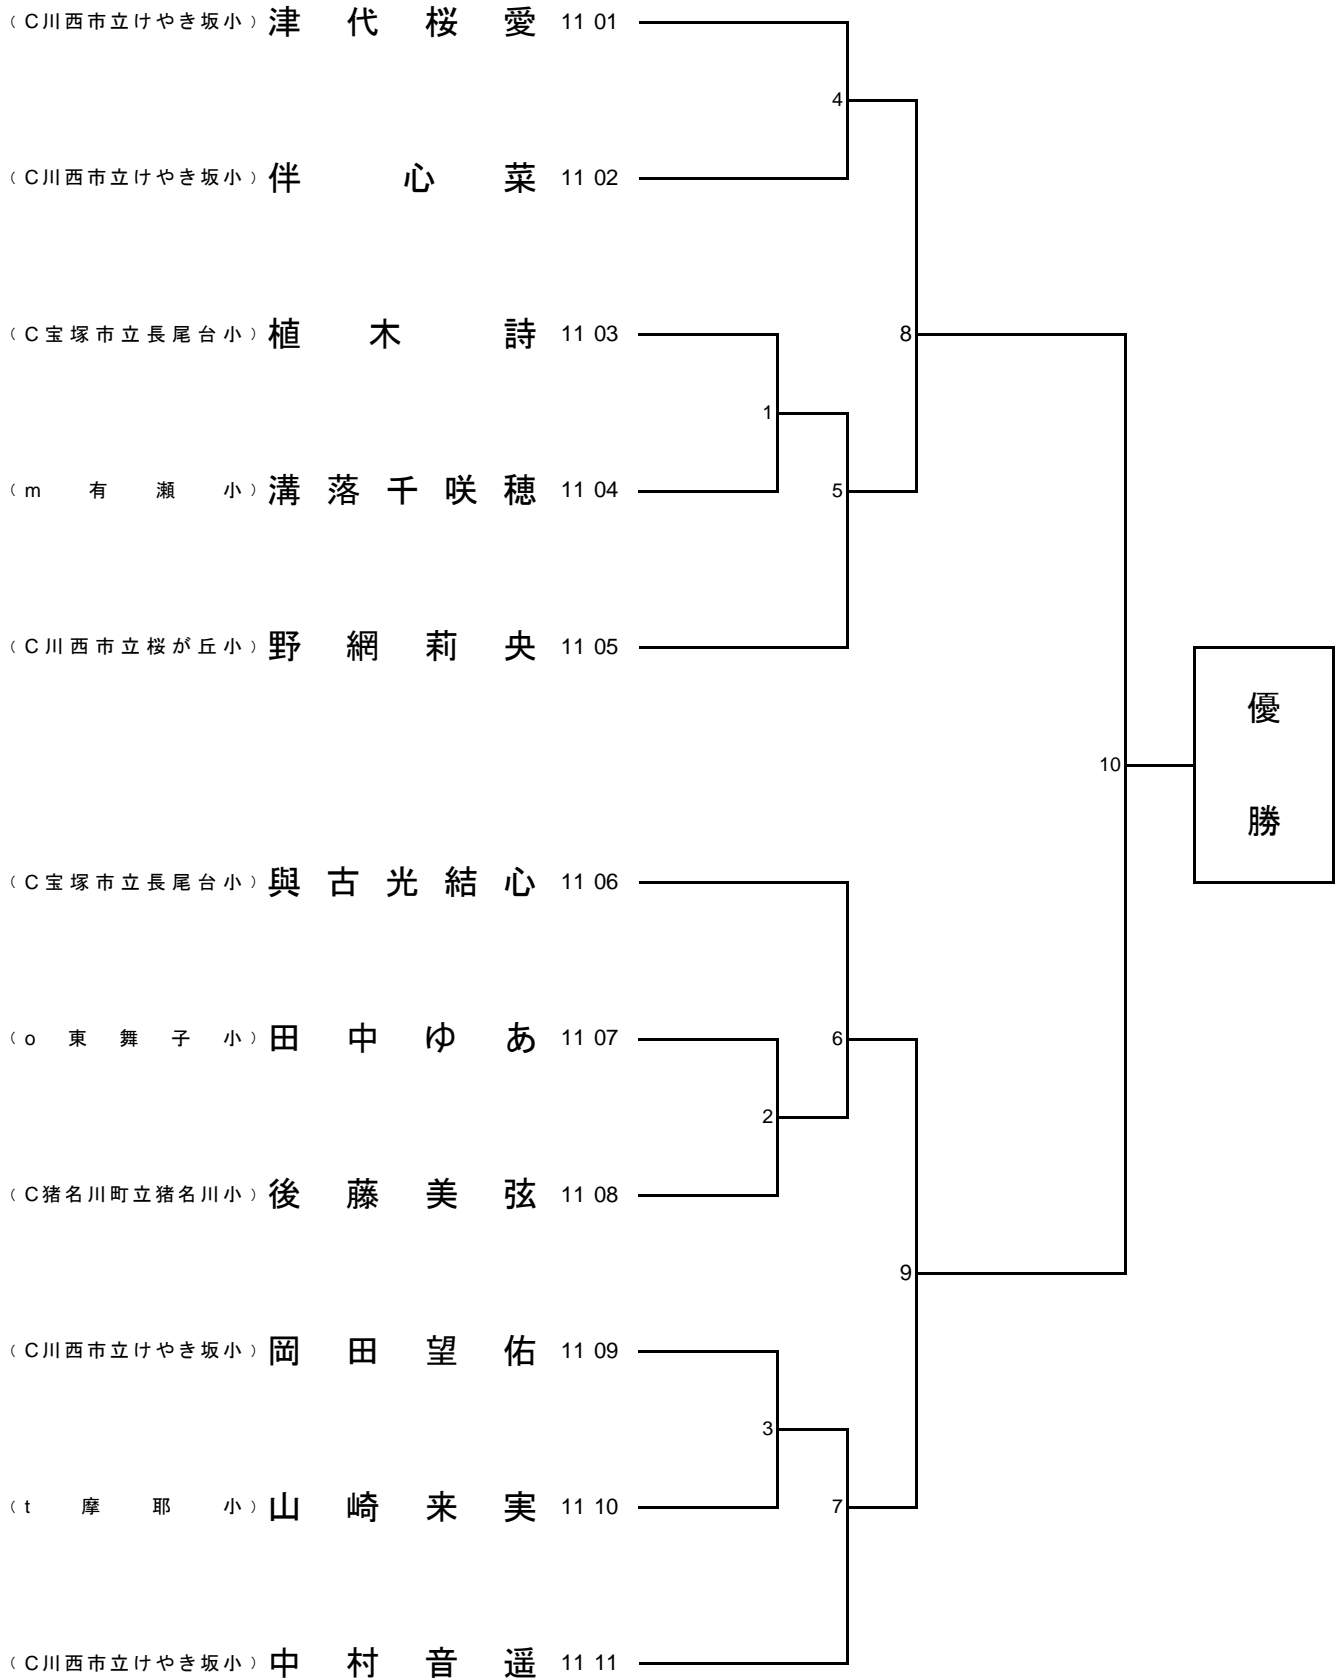 （C川西市立けやき坂小）津代桜愛 11 01
4
（C川西市立けやき坂小）伴心菜 11 02
（C宝塚市立長尾台小）植木詩 11 03
8
1
（m有瀬小）溝落千咲穂 11 04
5
（C川西市立桜が丘小）野網莉央 11 05
優
10
勝
（C宝塚市立長尾台小）與古光結心 11 06
（o東舞子小）田中ゆあ 11 07
6
2
（C猪名川町立猪名川小）後藤美弦 11 08
9
（C川西市立けやき坂小）岡田望佑 11 09
3
（t摩耶小）山崎来実 11 10
7
（C川西市立けやき坂小）中村音遥 11 11